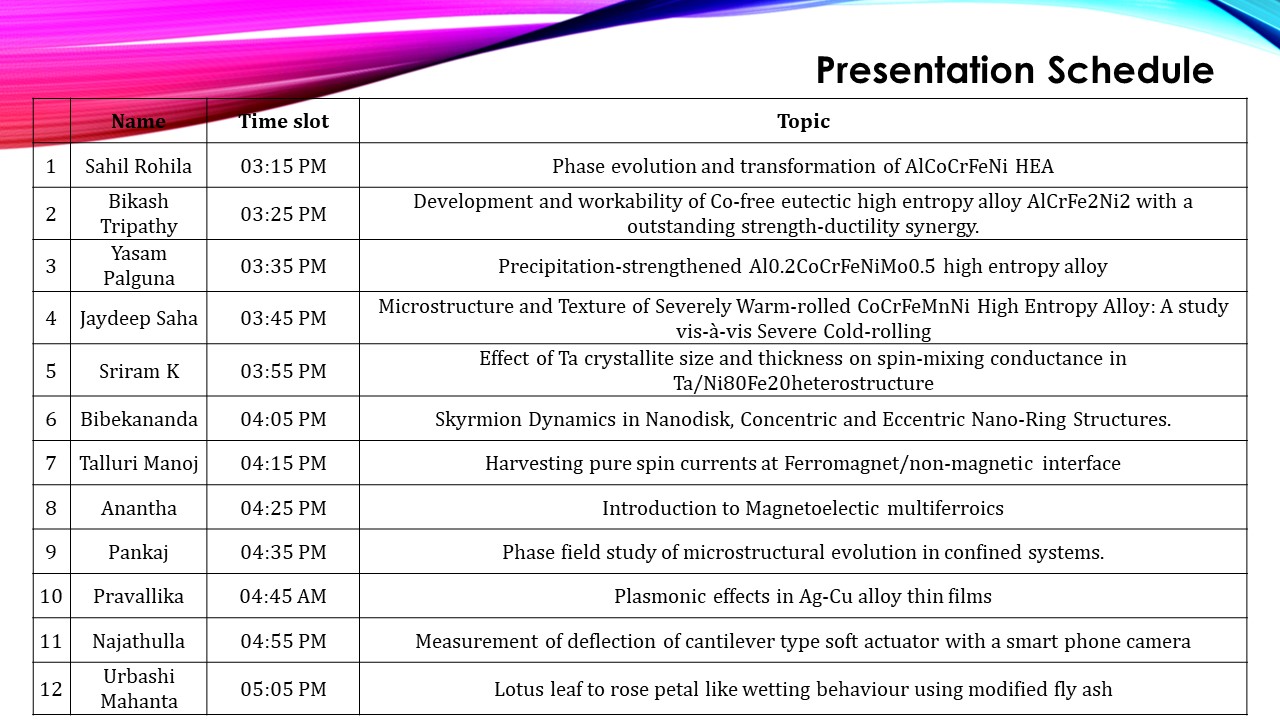 Presentation Schedule
Name Time slot Topic
1 Sahil Rohila 03:15 PM Phase evolution and transformation of AlCoCrFeNi HEA
2 Bikash Tripathy 03:25 PM Development and workability of Co-free eutectic high entropy alloy AlCrFe2Ni2 with a
outstanding strength-ductility synergy.
3 Yasam Palguna 03:35 PM Precipitation-strengthened Al0.2CoCrFeNiMo0.5 high entropy alloy
4 Jaydeep Saha 03:45 PM Microstructure and Texture of Severely Warm-rolled CoCrFeMnNi High Entropy Alloy: A study
vis-à-vis Severe Cold-rolling
5 Sriram K 03:55 PM Effect of Ta crystallite size and thickness on spin-mixing conductance in
Ta/Ni80Fe20heterostructure
6 Bibekananda 04:05 PM Skyrmion Dynamics in Nanodisk, Concentric and Eccentric Nano-Ring Structures.
7 Talluri Manoj 04:15 PM Harvesting pure spin currents at Ferromagnet/non-magnetic interface
8 Anantha 04:25 PM Introduction to Magnetoelectic multiferroics
9 Pankaj 04:35 PM Phase field study of microstructural evolution in confined systems.
10 Pravallika 04:45 AM Plasmonic effects in Ag-Cu alloy thin films
11 Najathulla 04:55 PM Measurement of deflection of cantilever type soft actuator with a smart phone camera
12 Urbashi Mahanta 05:05 PM Lotus leaf to rose petal like wetting behaviour using modified fly ash